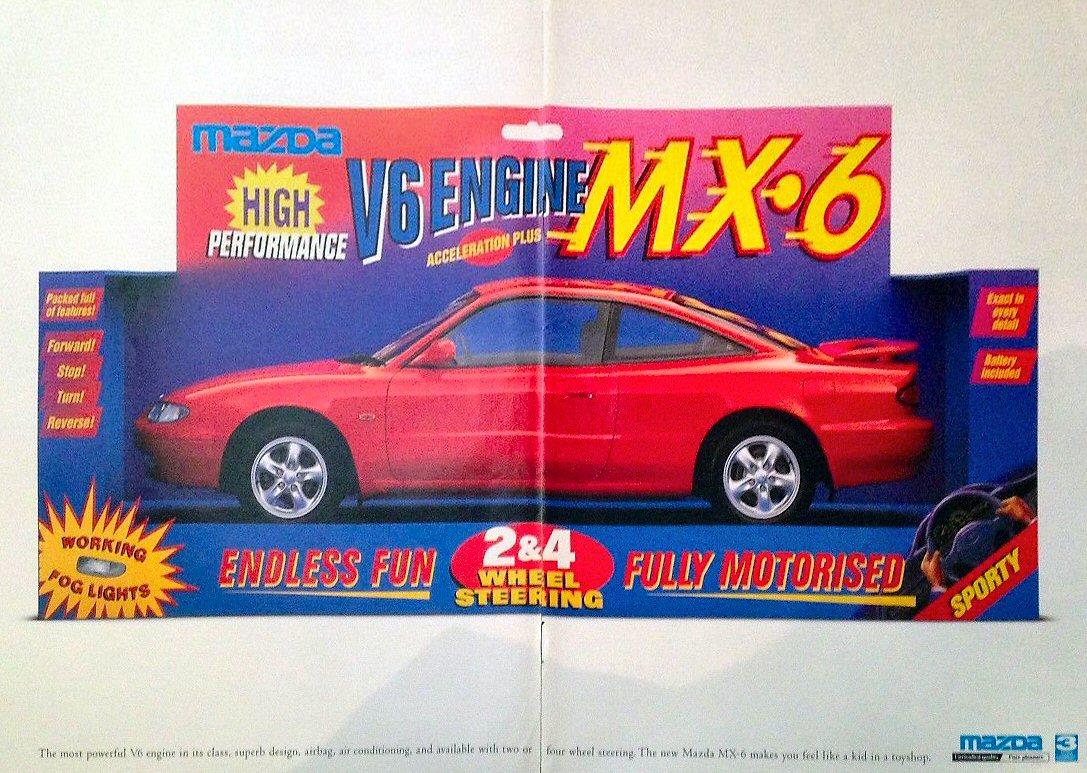 mazda
HIGH
PERFORMANCE
V6 ENGINE
ACCELERATION PLUS
MX-6
Packed full
of features!
Forward!
Stop!
Turn!
Reverse!
Exact in
every
detail
Battery
included
WORKING
FOG LIGHTS
ENDLESS FUN
2&4
WHEEL
STEERING
FULLY MOTORISED
SPORTY
The most powerful V6 engine in its class, superb design, airbag, air conditioning, and available with two or four wheel steering. The new Mazda MX-6 makes you feel like a kid in a toyshop.
mazda 3